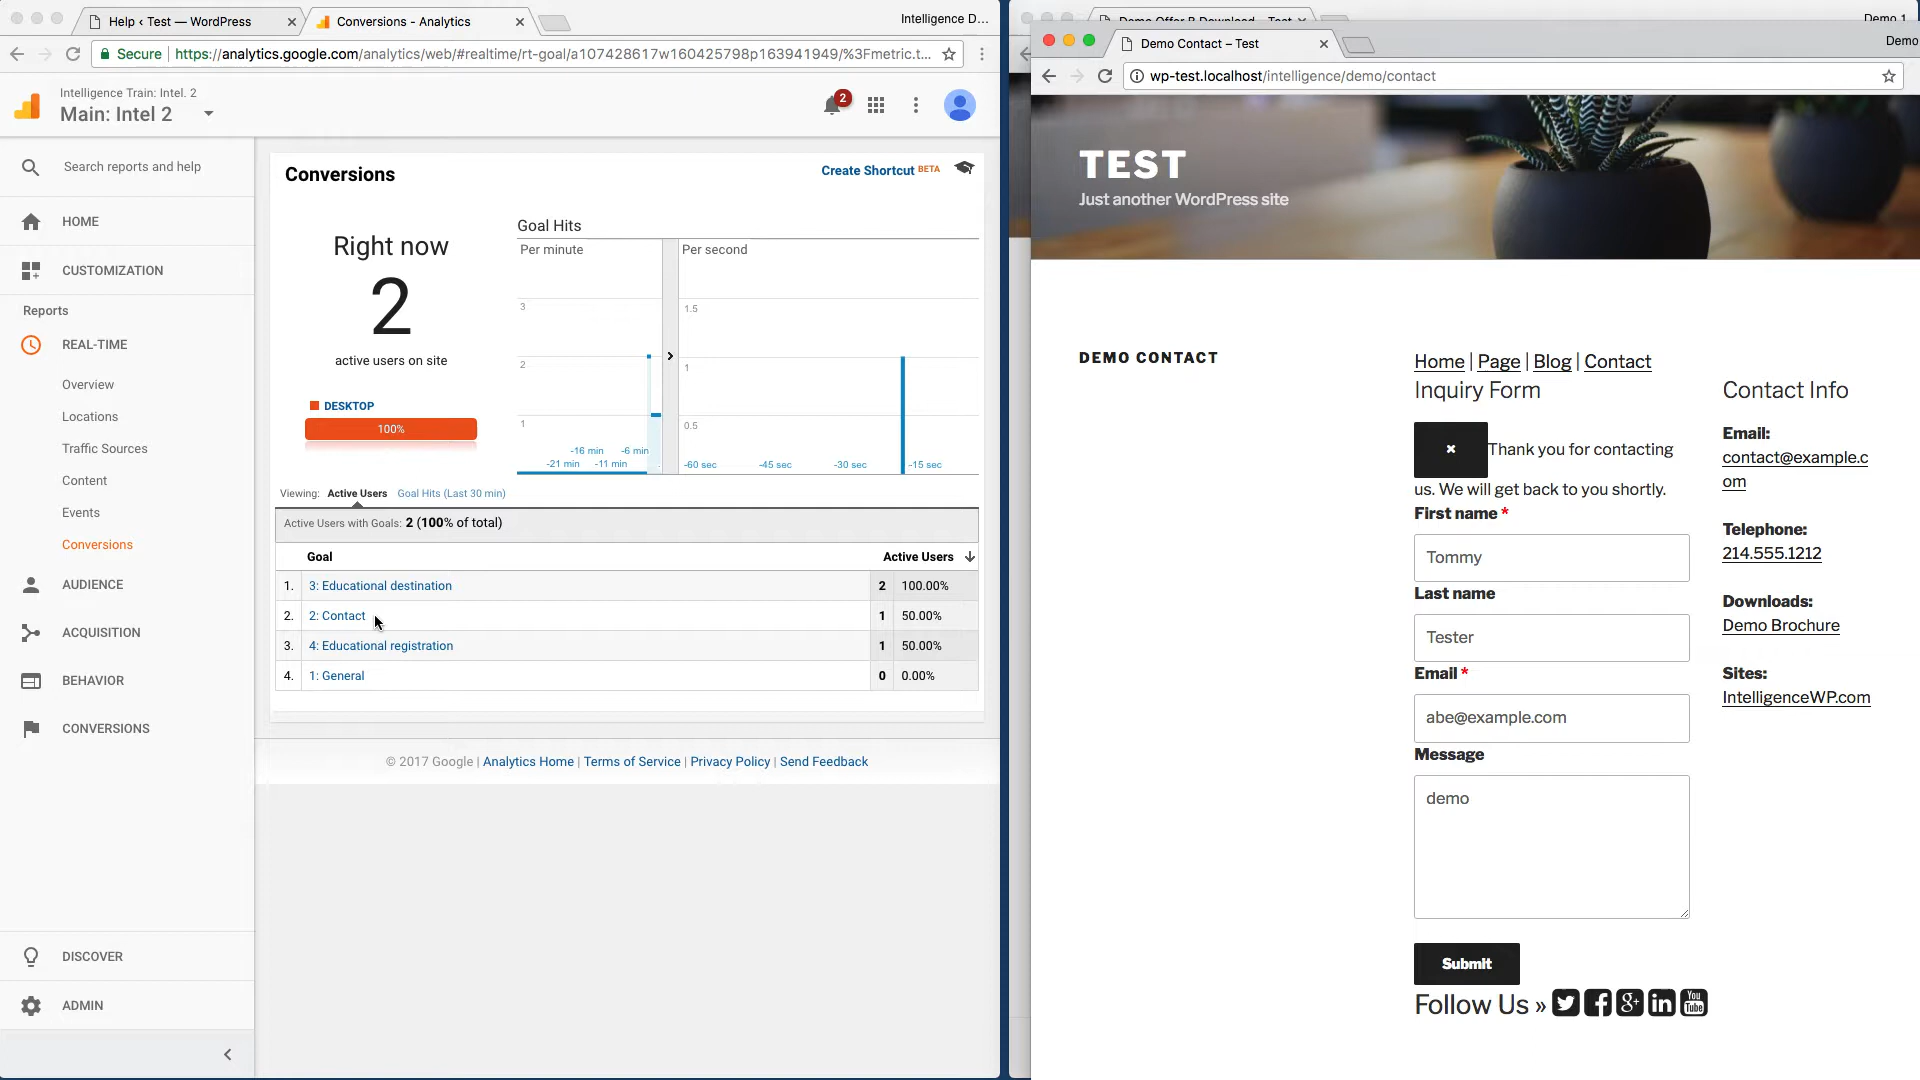 Help ‹ Test — WordPress
Conversions - Analytics
Intelligence D...
Secure
https://analytics.google.com/analytics/web/#realtime/rt-goal/a107428617w160425798p163941949/%3Fmetric.t...
Intelligence Train: Intel. 2
Main: Intel 2
2
Search reports and help
HOME
CUSTOMIZATION
Reports
REAL-TIME
Overview
Locations
Traffic Sources
Content
Events
Conversions
AUDIENCE
ACQUISITION
BEHAVIOR
CONVERSIONS
DISCOVER
ADMIN
Conversions
Create Shortcut BETA
Right now
2
active users on site
DESKTOP
100%
Goal Hits
Per minute
3
2
1
-16 min
-6 min
-21 min
-11 min
Per second
1.5
1
0.5
-60 sec
-45 sec
-30 sec
-15 sec
Viewing: Active Users Goal Hits (Last 30 min)
Active Users with Goals: 2 (100% of total)
Goal Active Users
1. 3: Educational destination 2 100.00%
2. 2: Contact 1 50.00%
3. 4: Educational registration 1 50.00%
4. 1: General 0 0.00%
© 2017 Google | Analytics Home | Terms of Service | Privacy Policy | Send Feedback
Demo Offer B Download – Test
Demo 1
Demo Contact – Test
Demo
wp-test.localhost/intelligence/demo/contact
TEST
Just another WordPress site
DEMO CONTACT
Home | Page | Blog | Contact
Inquiry Form
Thank you for contacting
us. We will get back to you shortly.
First name *
Tommy
Last name
Tester
Email *
abe@example.com
Message
demo
Submit
Follow Us »
g+
in
You
Tube
Contact Info
Email:
contact@example.c
om
Telephone:
214.555.1212
Downloads:
Demo Brochure
Sites:
IntelligenceWP.com